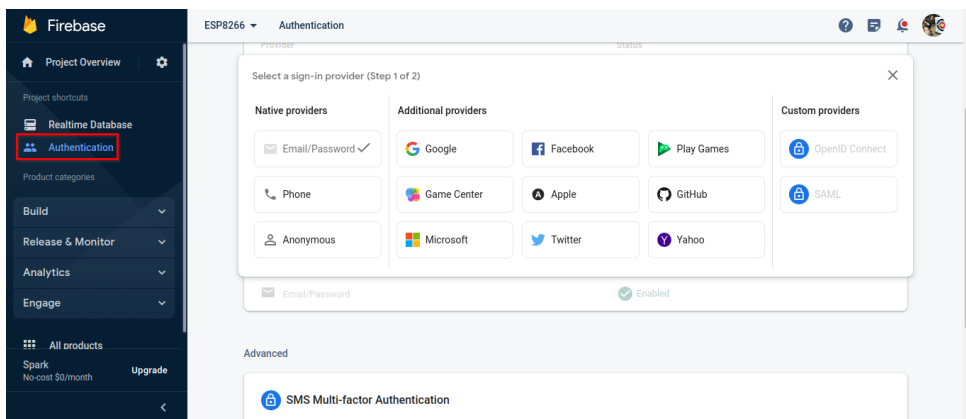 Firebase
Project Overview
Project shortcuts
Realtime Database
Authentication
Product categories
Build
Release & Monitor
Analytics
Engage
All products
Spark
No-cost $0/month
Upgrade
ESP8266
Authentication
Provider
Status
Select a sign-in provider (Step 1 of 2)
Native providers
Additional providers
Custom providers
Email/Password
Google
Facebook
Play Games
OpenID Connect
Phone
Game Center
Apple
GitHub
SAML
Anonymous
Microsoft
Twitter
Yahoo
Email/Password
Enabled
Advanced
SMS Multi-factor Authentication